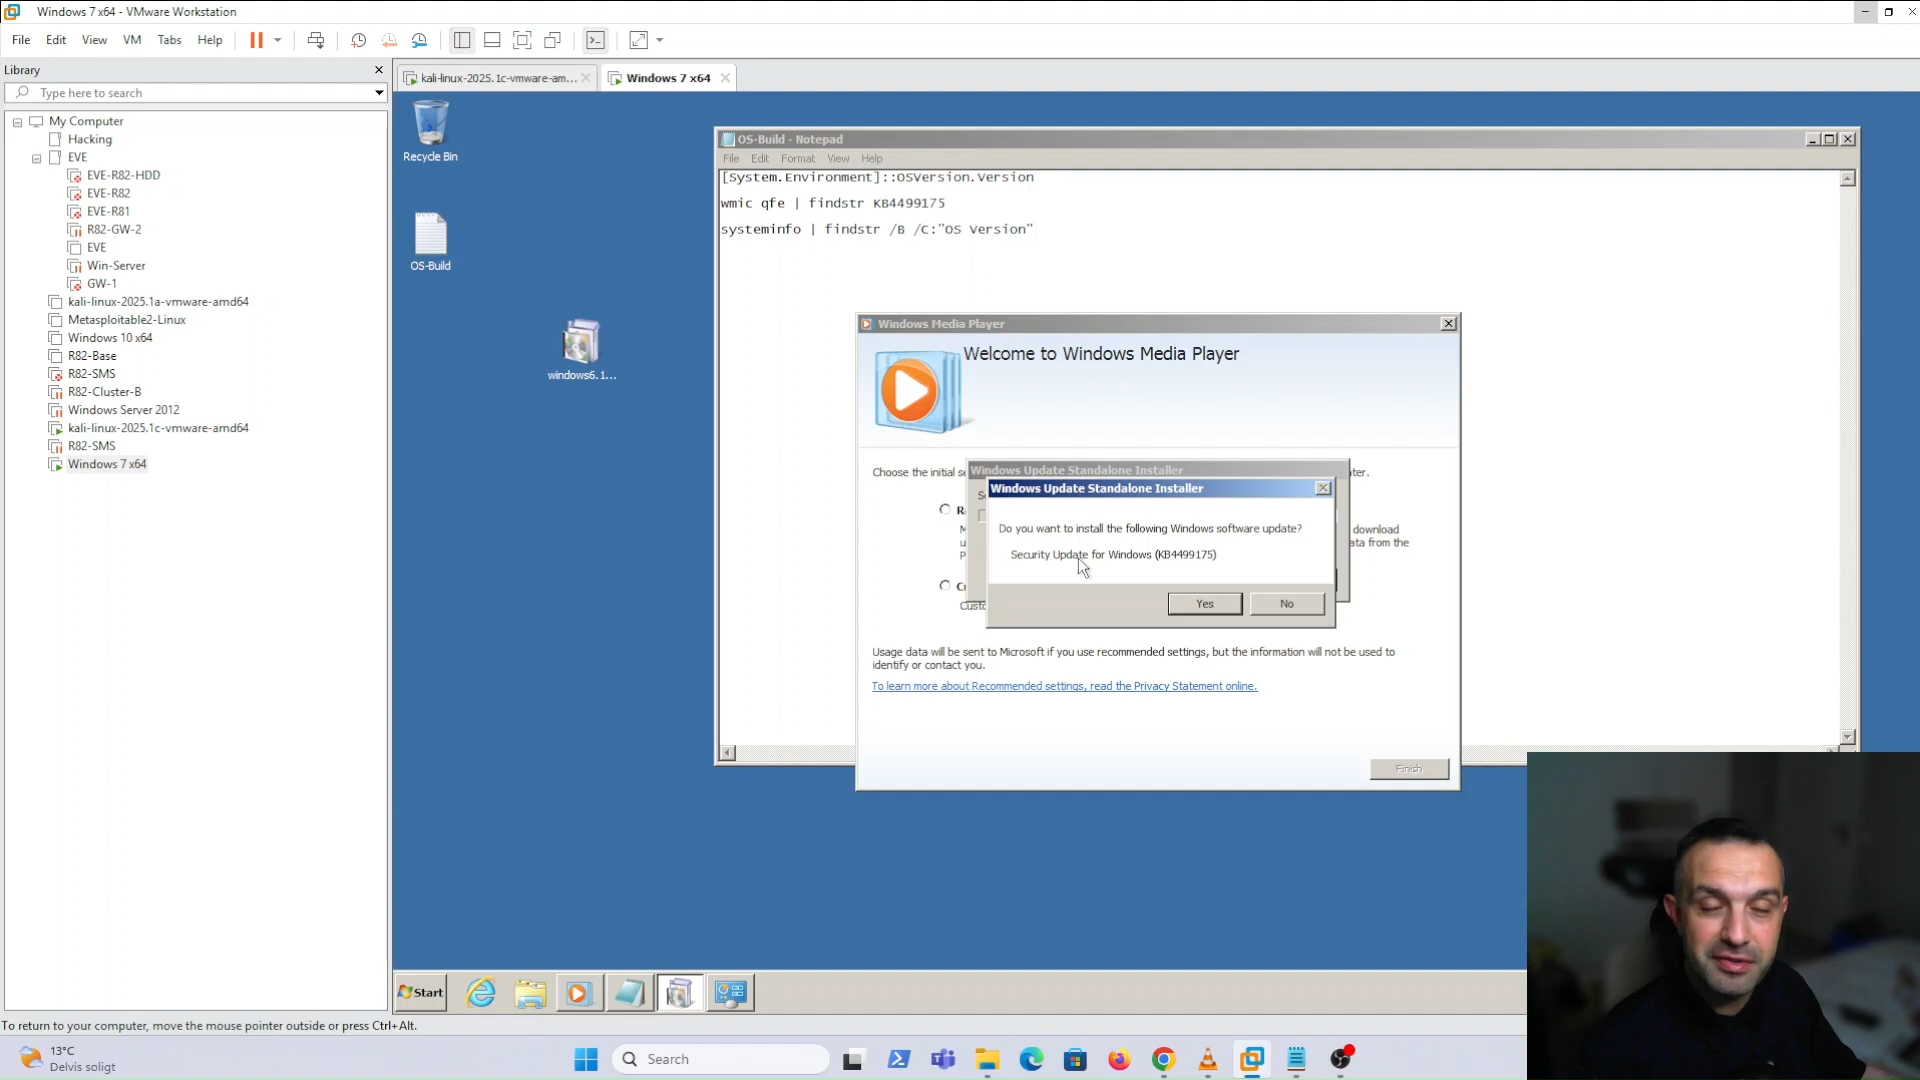 Windows 7 x64 - VMware Workstation
File Edit View VM Tabs Help
Library
Type here to search
My Computer
Hacking
EVE
EVE-R82-HDD
EVE-R82
EVE-R81
R82-GW-2
EVE
Win-Server
GW-1
kali-linux-2025.1a-vmware-amd64
Metasploitable2-Linux
Windows 10 x64
R82-Base
R82-SMS
R82-Cluster-B
Windows Server 2012
kali-linux-2025.1c-vmware-amd64
R82-SMS
Windows 7 x64
kali-linux-2025.1c-vmware-am...
Windows 7 x64
Recycle Bin
OS-Build
windows6.1...
OS-Build - Notepad
File Edit Format View Help
[System.Environment]::OSVersion.Version
wmic qfe | findstr KB4499175
systeminfo | findstr /B /C:"OS Version"
Windows Media Player
Welcome to Windows Media Player
Choose the initial se
ter.
Windows Update Standalone Installer
Windows Update Standalone Installer
Do you want to install the following Windows software update?
Security Update for Windows (KB4499175)
Yes
No
download
ata from the
Custo
Usage data will be sent to Microsoft if you use recommended settings, but the information will not be used to
identify or contact you.
To learn more about Recommended settings, read the Privacy Statement online.
Finish
Start
To return to your computer, move the mouse pointer outside or press Ctrl+Alt.
13°C
Delvis soligt
Search